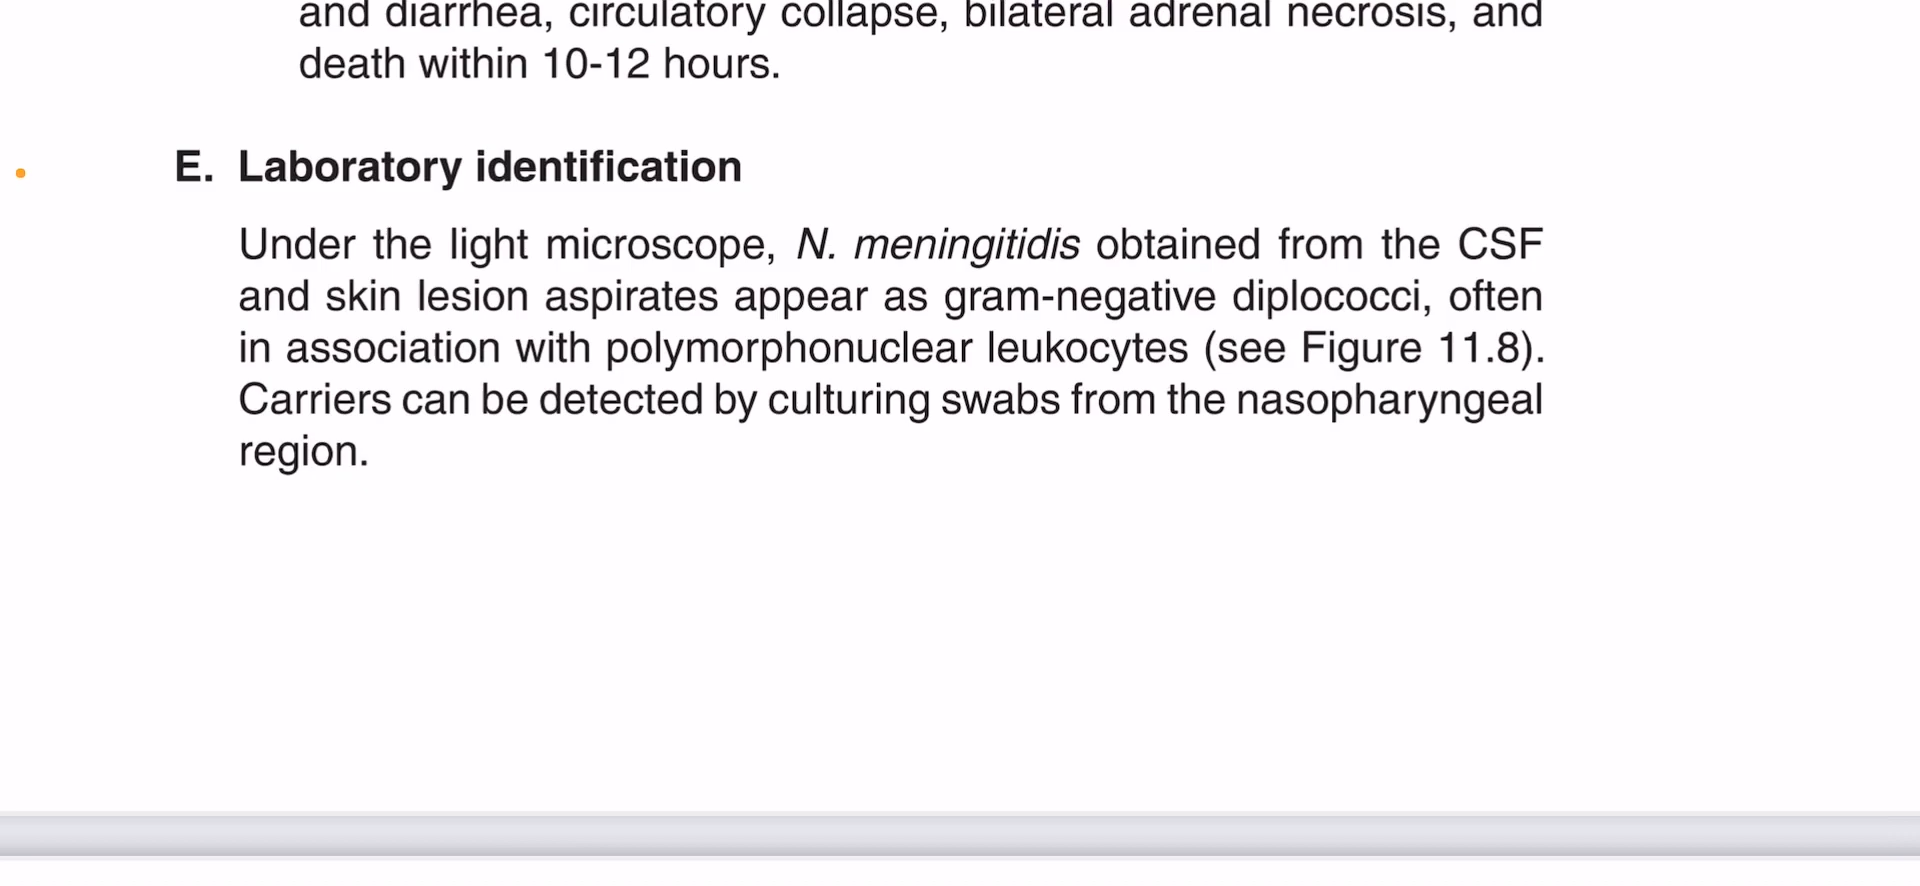 and diarrhea, circulatory collapse, bilateral adrenal necrosis, and
death within 10-12 hours.
E. Laboratory identification
Under the light microscope, N. meningitidis obtained from the CSF
and skin lesion aspirates appear as gram-negative diplococci, often
in association with polymorphonuclear leukocytes (see Figure 11.8).
Carriers can be detected by culturing swabs from the nasopharyngeal
region.